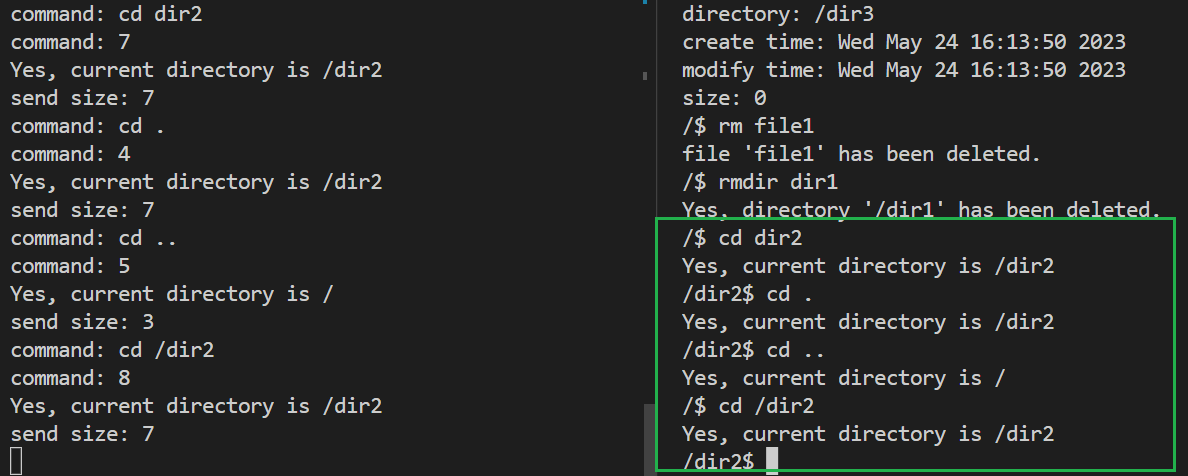 command: cd dir2
command: 7
Yes, current directory is /dir2
send size: 7
command: cd .
command: 4
Yes, current directory is /dir2
send size: 7
command: cd ..
command: 5
Yes, current directory is /
send size: 3
command: cd /dir2
command: 8
Yes, current directory is /dir2
send size: 7
directory: /dir3
create time: Wed May 24 16:13:50 2023
modify time: Wed May 24 16:13:50 2023
size: 0
/$ rm file1
file 'file1' has been deleted.
/$ rmdir dir1
Yes, directory '/dir1' has been deleted.
/$ cd dir2
Yes, current directory is /dir2
/dir2$ cd .
Yes, current directory is /dir2
/dir2$ cd ..
Yes, current directory is /
/$ cd /dir2
Yes, current directory is /dir2
/dir2$